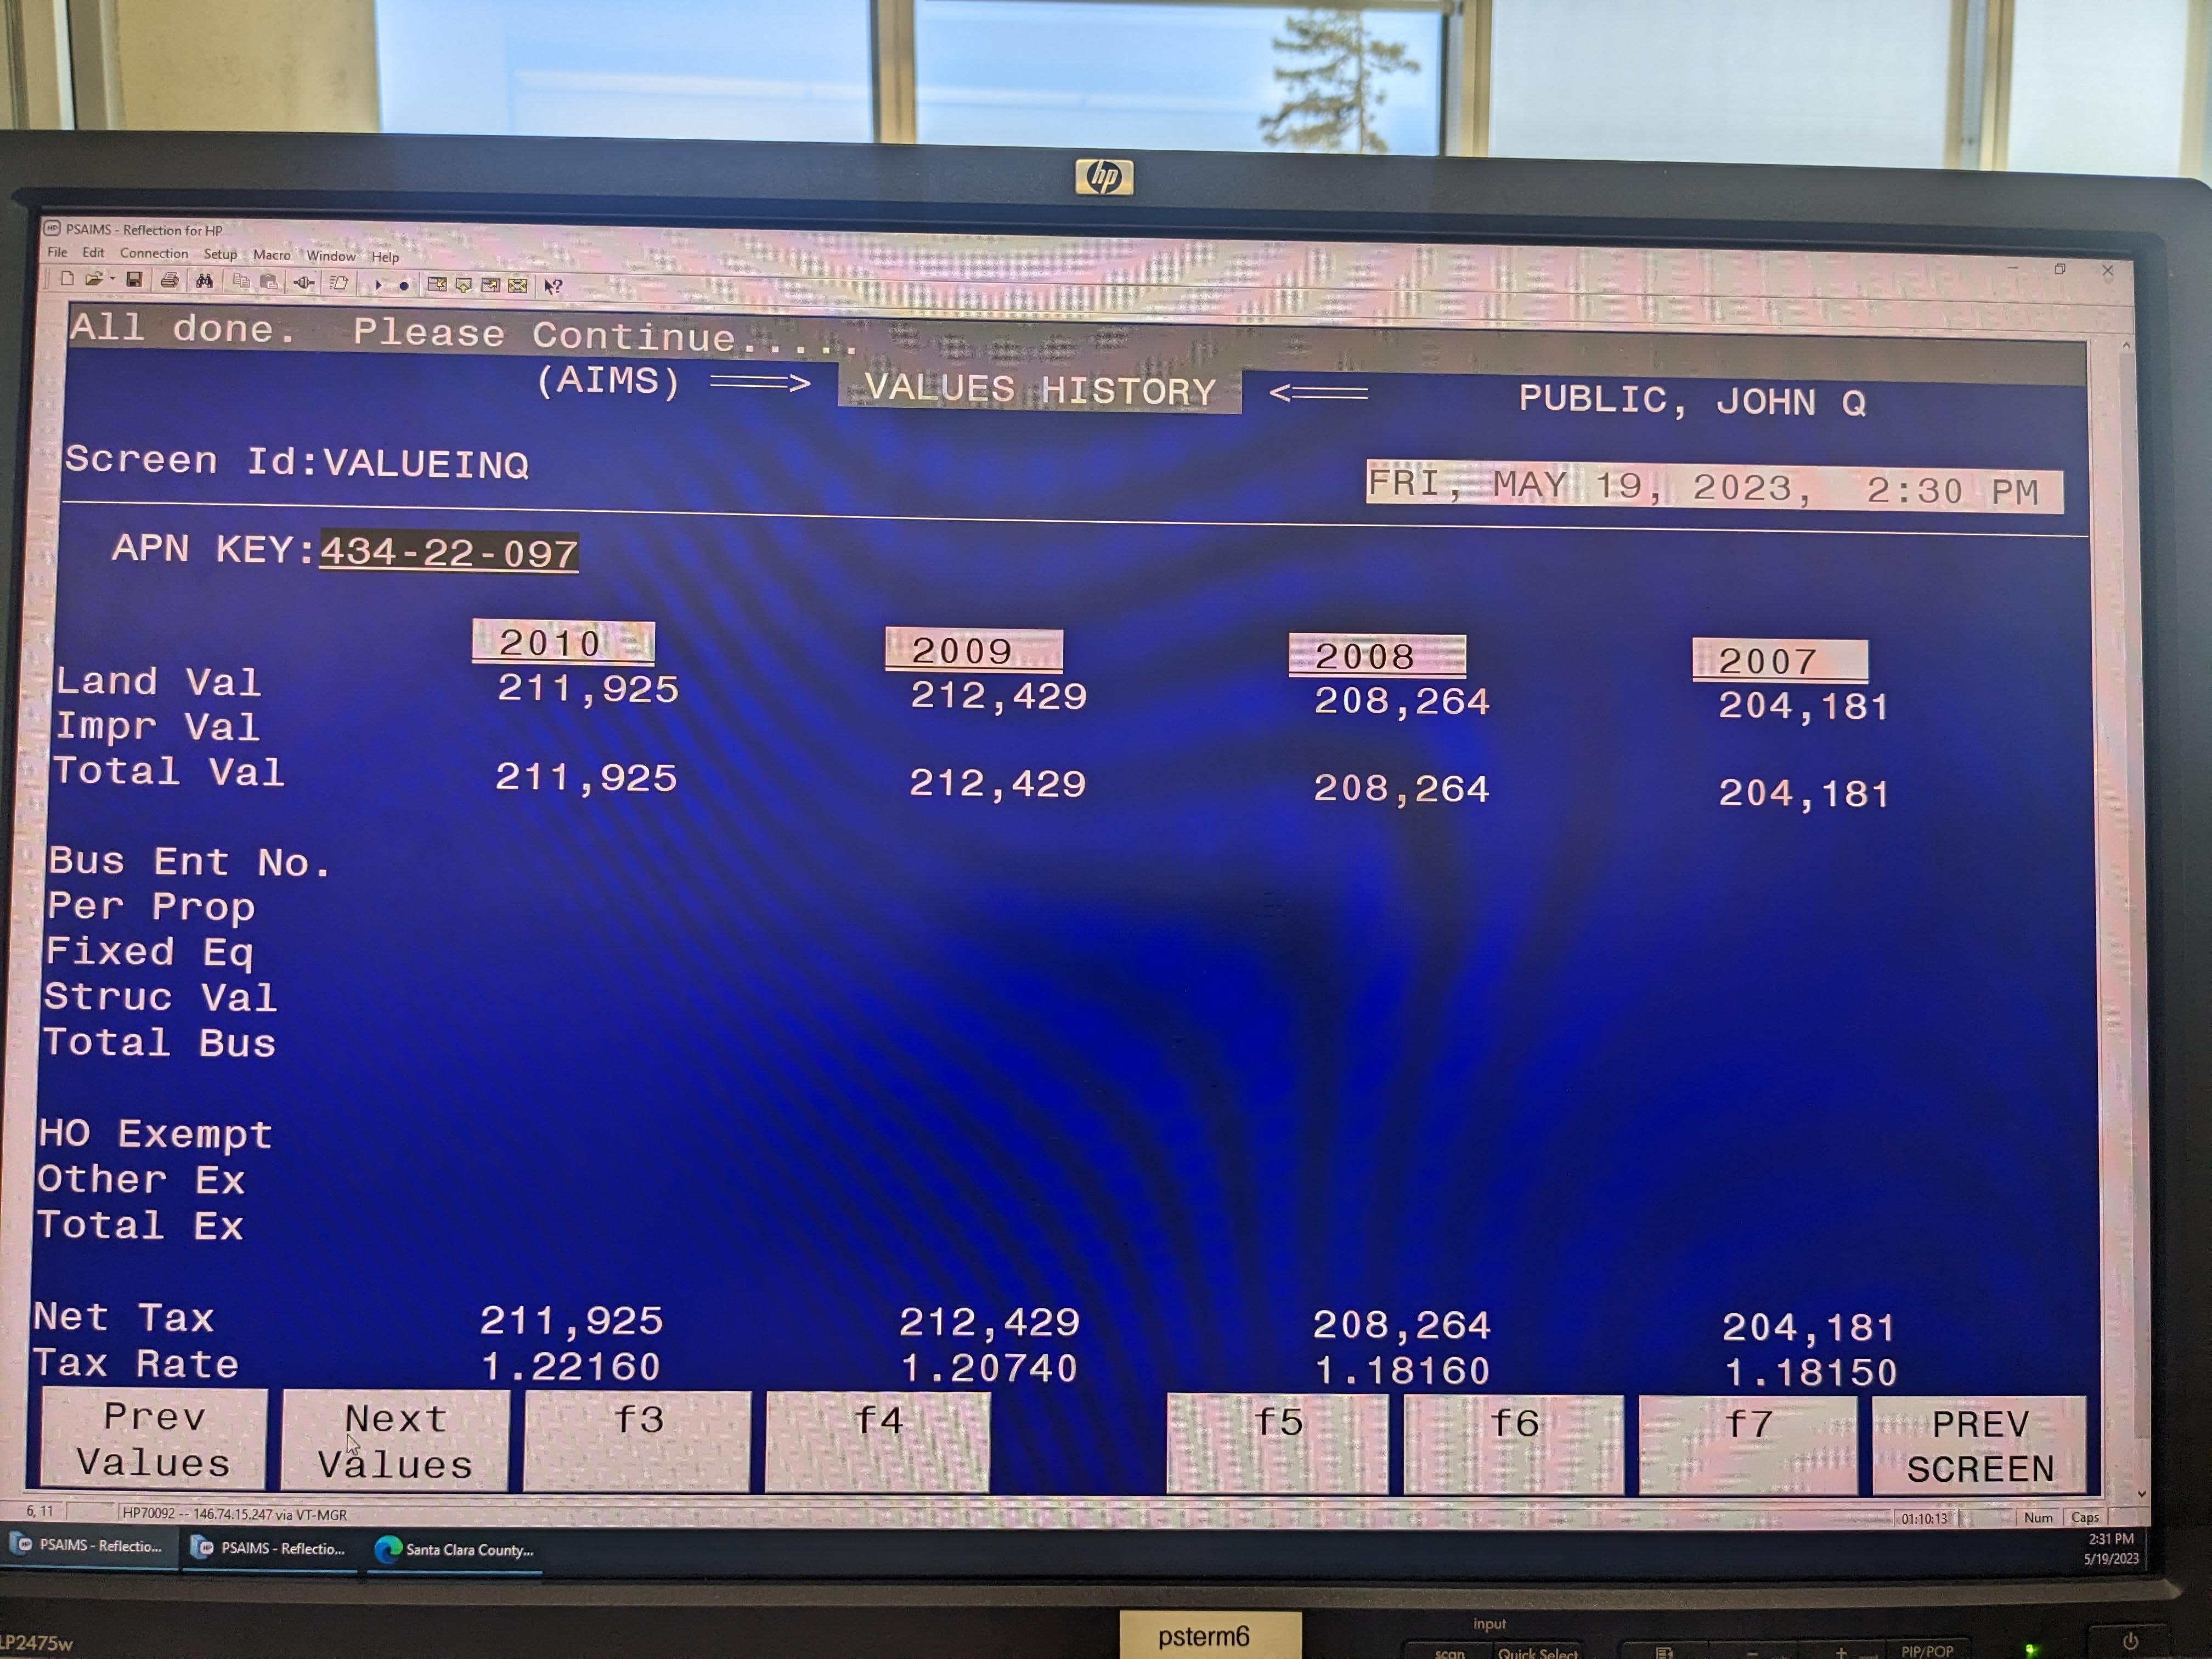 hp
PSAIMS - Reflection for HP
File Edit Connection Setup Macro Window Help
All done. Please Continue.....
(AIMS) ===> VALUES HISTORY <=== PUBLIC, JOHN Q
Screen Id:VALUEINQ
FRI, MAY 19, 2023, 2:30 PM
APN KEY:434-22-097
2010 2009 2008 2007
Land Val 211,925 212,429 208,264 204,181
Impr Val
Total Val 211,925 212,429 208,264 204,181
Bus Ent No.
Per Prop
Fixed Eq
Struc Val
Total Bus
HO Exempt
Other Ex
Total Ex
Net Tax 211,925 212,429 208,264 204,181
Tax Rate 1.22160 1.20740 1.18160 1.18150
Prev Next f3 f4 f5 f6 f7 PREV
Values Values SCREEN
6, 11 HP70092 -- 146.74.15.247 via VT-MGR 01:10:13 Num Caps
PSAIMS - Reflectio... PSAIMS - Reflectio... Santa Clara County... 2:31 PM
5/19/2023
LP2475w psterm6 input
scan Quick Select PIP/POP